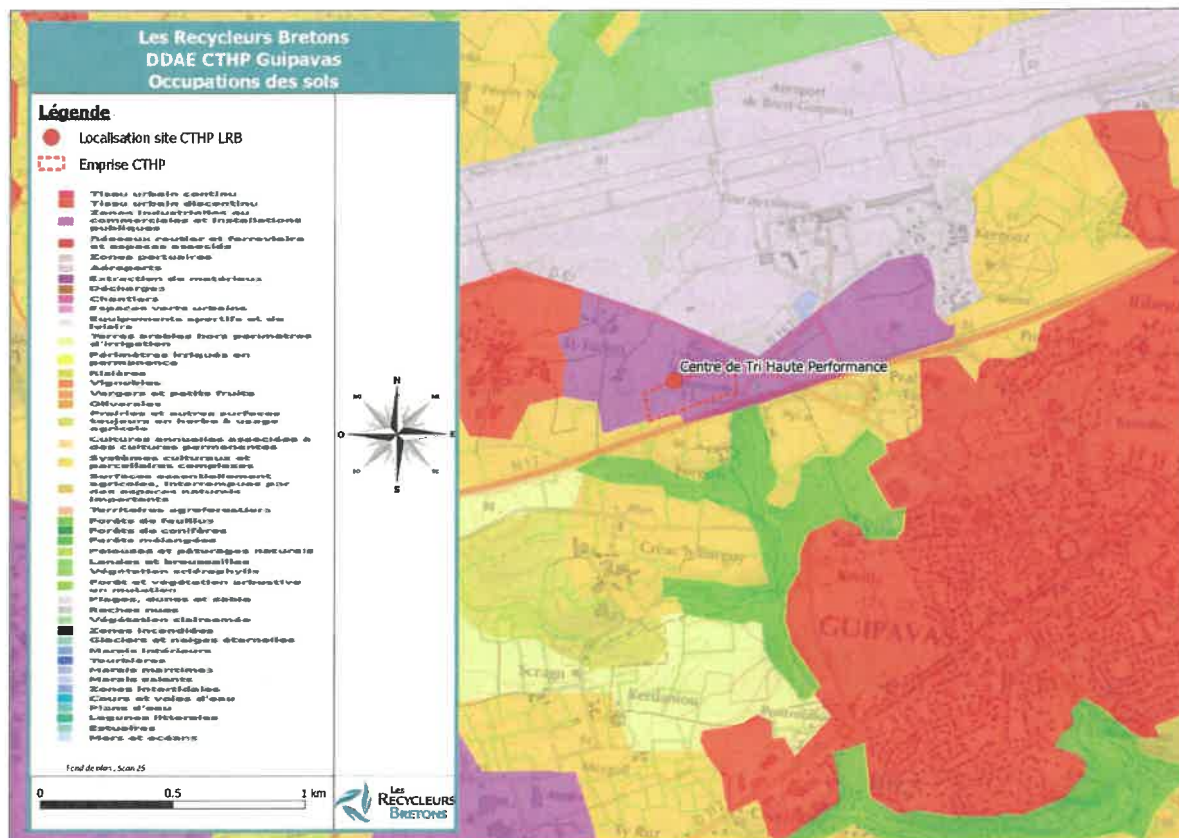 Les Recycleurs Bretons
DDAE CTHP Guipavas
Occupations des sols
Légende
Localisation site CTHP LRB
Emprise CTHP
Tissu urbain continu
Tissu urbain discontinu
Zones industrielles ou
commerciales et installations
publiques
Réseaux routier et ferroviaire
et espaces associés
Zones portuaires
Aéroports
Extraction de matériaux
Décharges
Chantiers
Espaces verts urbains
Equipements sportifs et de
loisirs
Terres arables hors périmètres
d'irrigation
Périmètres irrigués en
permanence
Rizières
Vignobles
Vergers et petits fruits
Oliveraies
Prairies et autres surfaces
toujours en herbe à usage
agricole
Cultures annuelles associées à
des cultures permanentes
Systèmes culturaux et
parcellaires complexes
Surfaces essentiellement
agricoles, interrompues par
des espaces naturels
importants
Territoires agroforestiers
Forêts de feuillus
Forêts de conifères
Forêts mélangées
Pelouses et pâturages naturels
Landes et broussailles
Végétation sclérophylle
Forêt et végétation arbustive
en mutation
Plages, dunes et sable
Roches nues
Végétation clairsemée
Zones incendiées
Glaciers et neiges éternelles
Marais intérieurs
Tourbières
Marais maritimes
Marais salants
Zones intertidales
Cours et voies d'eau
Plans d'eau
Lagunes littorales
Estuaires
Mers et océans
Fond de plan : Scan 25
0 0.5 1 km
Les
RECYCLEURS
BRETONS
N
O
E
S
Aéroport
de Brest-Guipavas
Centre de Tri Haute Performance
GUIPAVAS
Kerdaniou